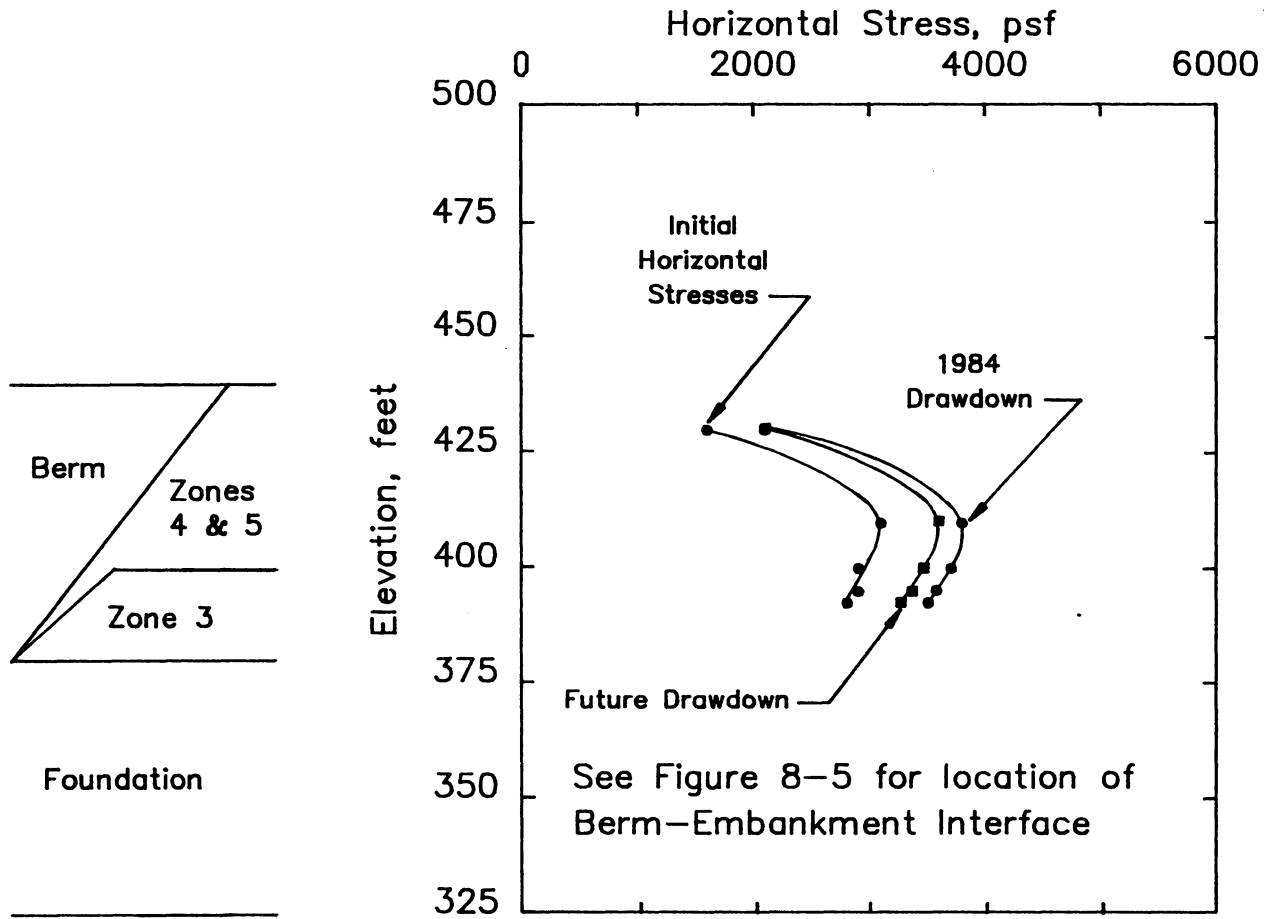 Horizontal Stress, psf
0 2000 4000 6000
500
475
450
425
400
375
350
325
Elevation, feet
Initial
Horizontal
Stresses
1984
Drawdown
Future Drawdown
See Figure 8-5 for location of
Berm-Embankment Interface
Berm
Zones
4 & 5
Zone 3
Foundation